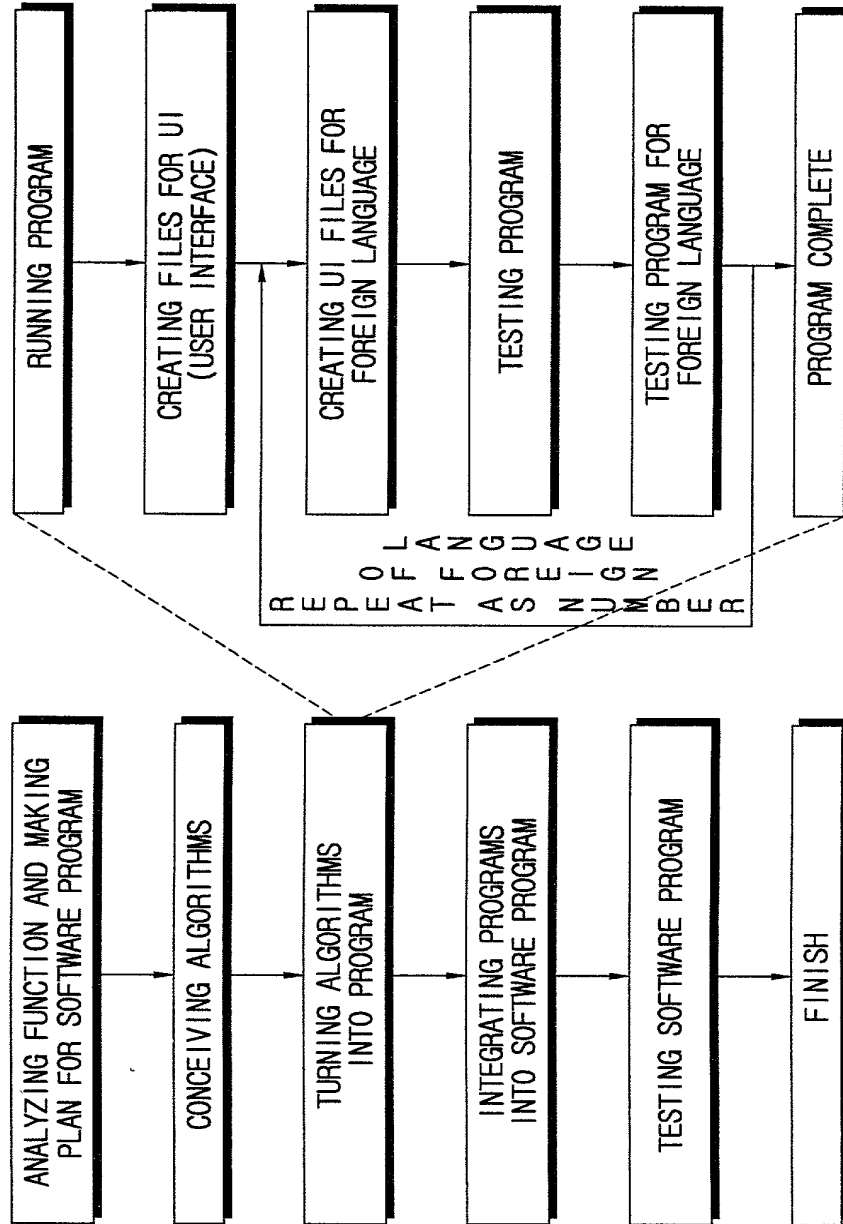 ANALYZING FUNCTION AND MAKING
PLAN FOR SOFTWARE PROGRAM
CONCEIVING ALGORITHMS
TURNING ALGORITHMS
INTO PROGRAM
INTEGRATING PROGRAMS
INTO SOFTWARE PROGRAM
TESTING SOFTWARE PROGRAM
FINISH
REPEAT AS NUMBER
OF FOREIGN
LANGUAGE
RUNNING PROGRAM
CREATING FILES FOR UI
(USER INTERFACE)
CREATING UI FILES FOR
FOREIGN LANGUAGE
TESTING PROGRAM
TESTING PROGRAM FOR
FOREIGN LANGUAGE
PROGRAM COMPLETE